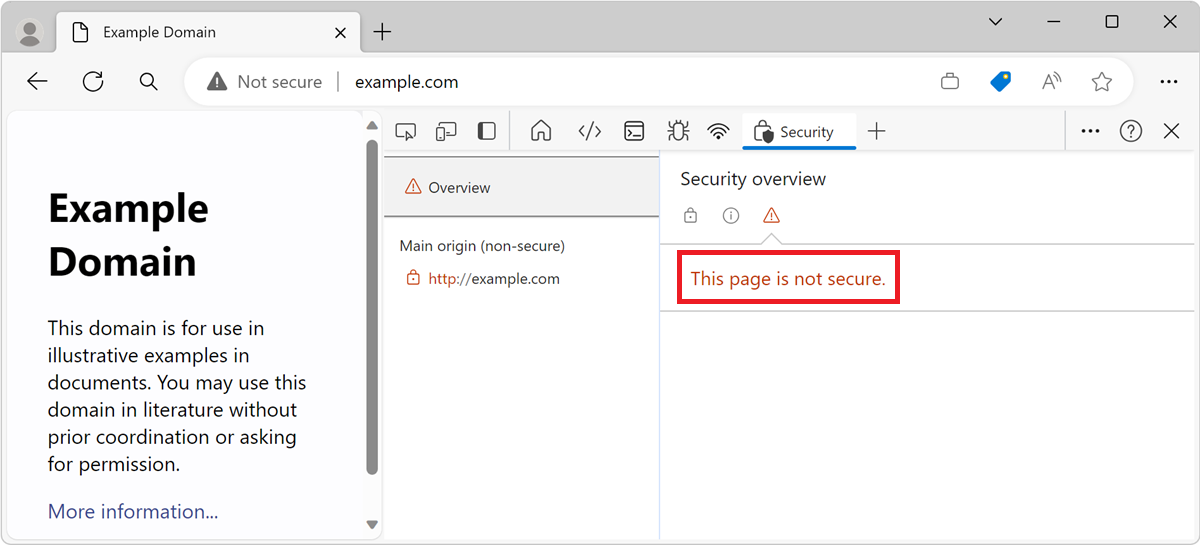 Example Domain
Not secure
example.com
Security
Example
Domain
This domain is for use in
illustrative examples in
documents. You may use this
domain in literature without
prior coordination or asking
for permission.
More information...
Overview
Main origin (non-secure)
http://example.com
Security overview
This page is not secure.